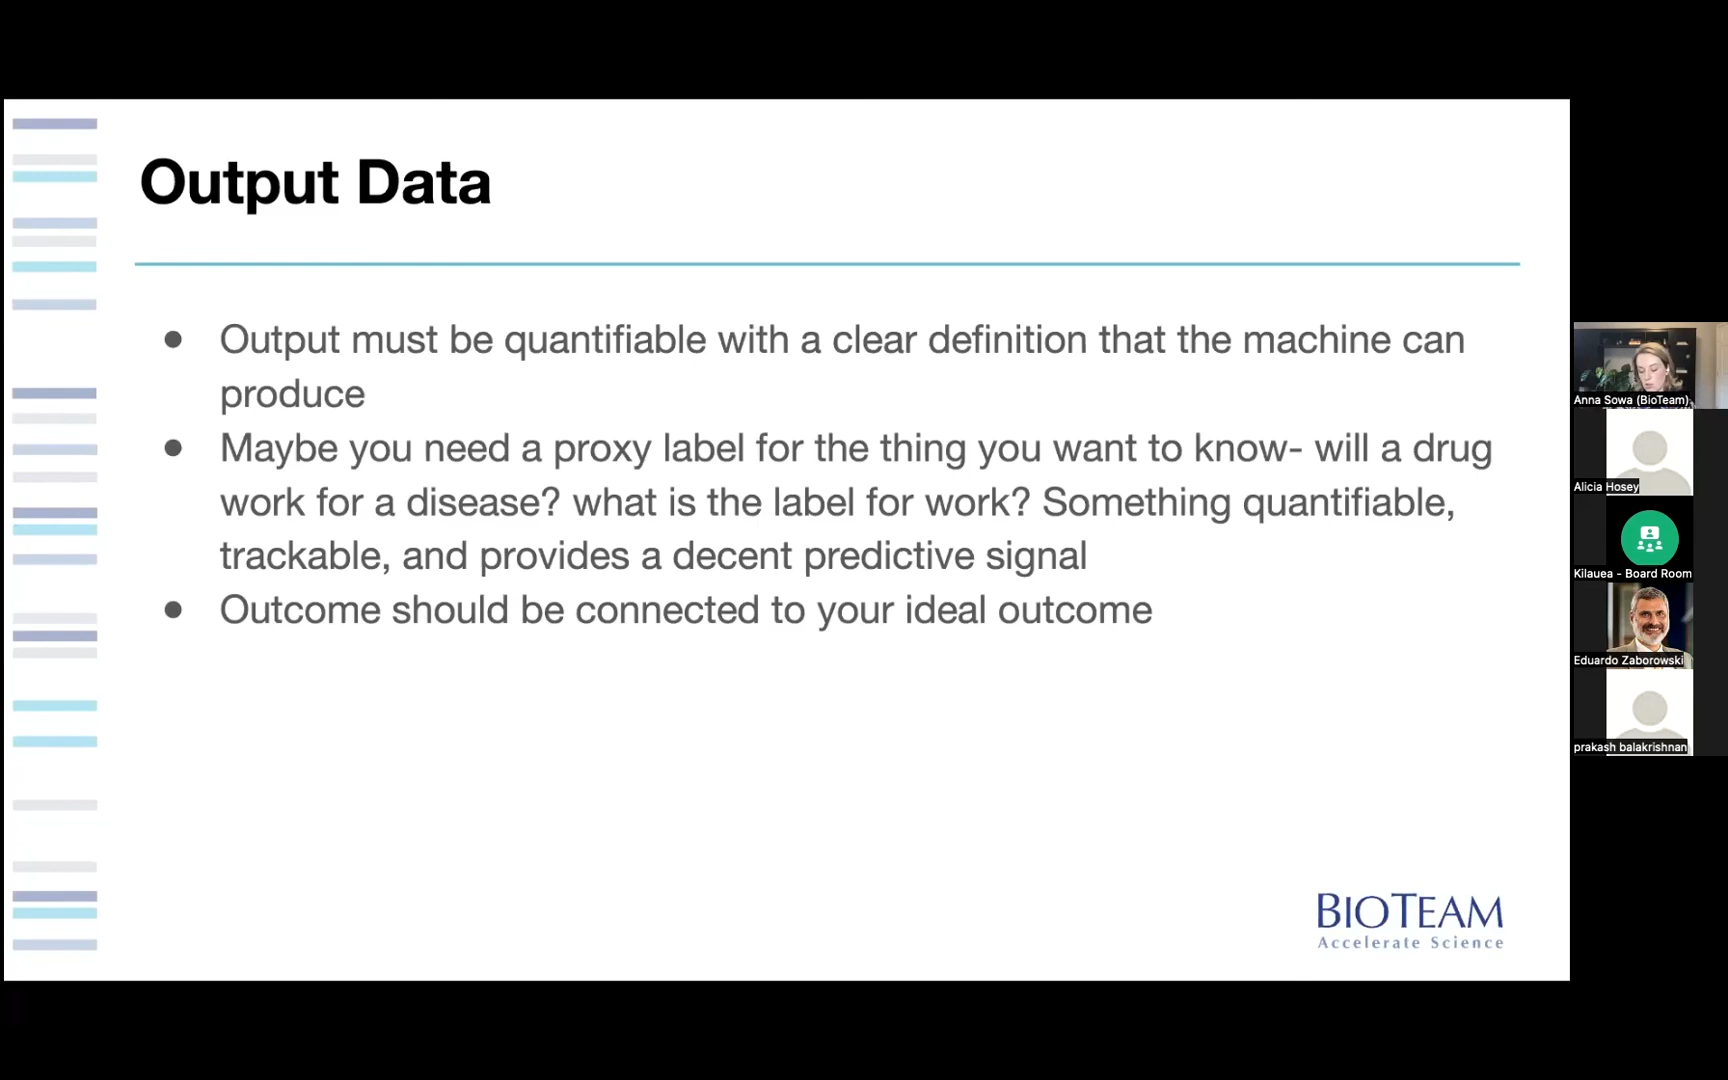 Output Data
● Output must be quantifiable with a clear definition that the machine can
produce
● Maybe you need a proxy label for the thing you want to know- will a drug
work for a disease? what is the label for work? Something quantifiable,
trackable, and provides a decent predictive signal
● Outcome should be connected to your ideal outcome
BIOTEAM
Accelerate Science
Anna Sowa (BioTeam)
Alicia Hosey
Kilauea - Board Room
Eduardo Zaborowski
prakash balakrishnan